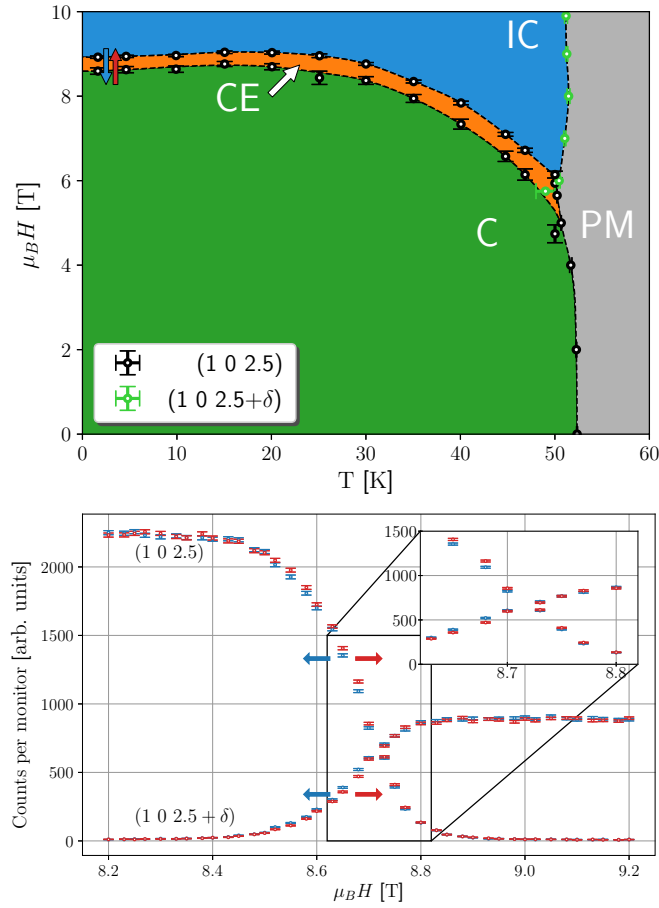 10
8
6
4
2
0
μ_B H [T]
IC
CE
C
PM
(1 0 2.5)
(1 0 2.5+δ)
0
10
20
30
40
50
60
T [K]
2000
1500
1000
500
0
Counts per monitor [arb. units]
(1 0 2.5)
(1 0 2.5 + δ)
1500
1000
500
0
8.7
8.8
8.2
8.4
8.6
8.8
9.0
9.2
μ_B H [T]